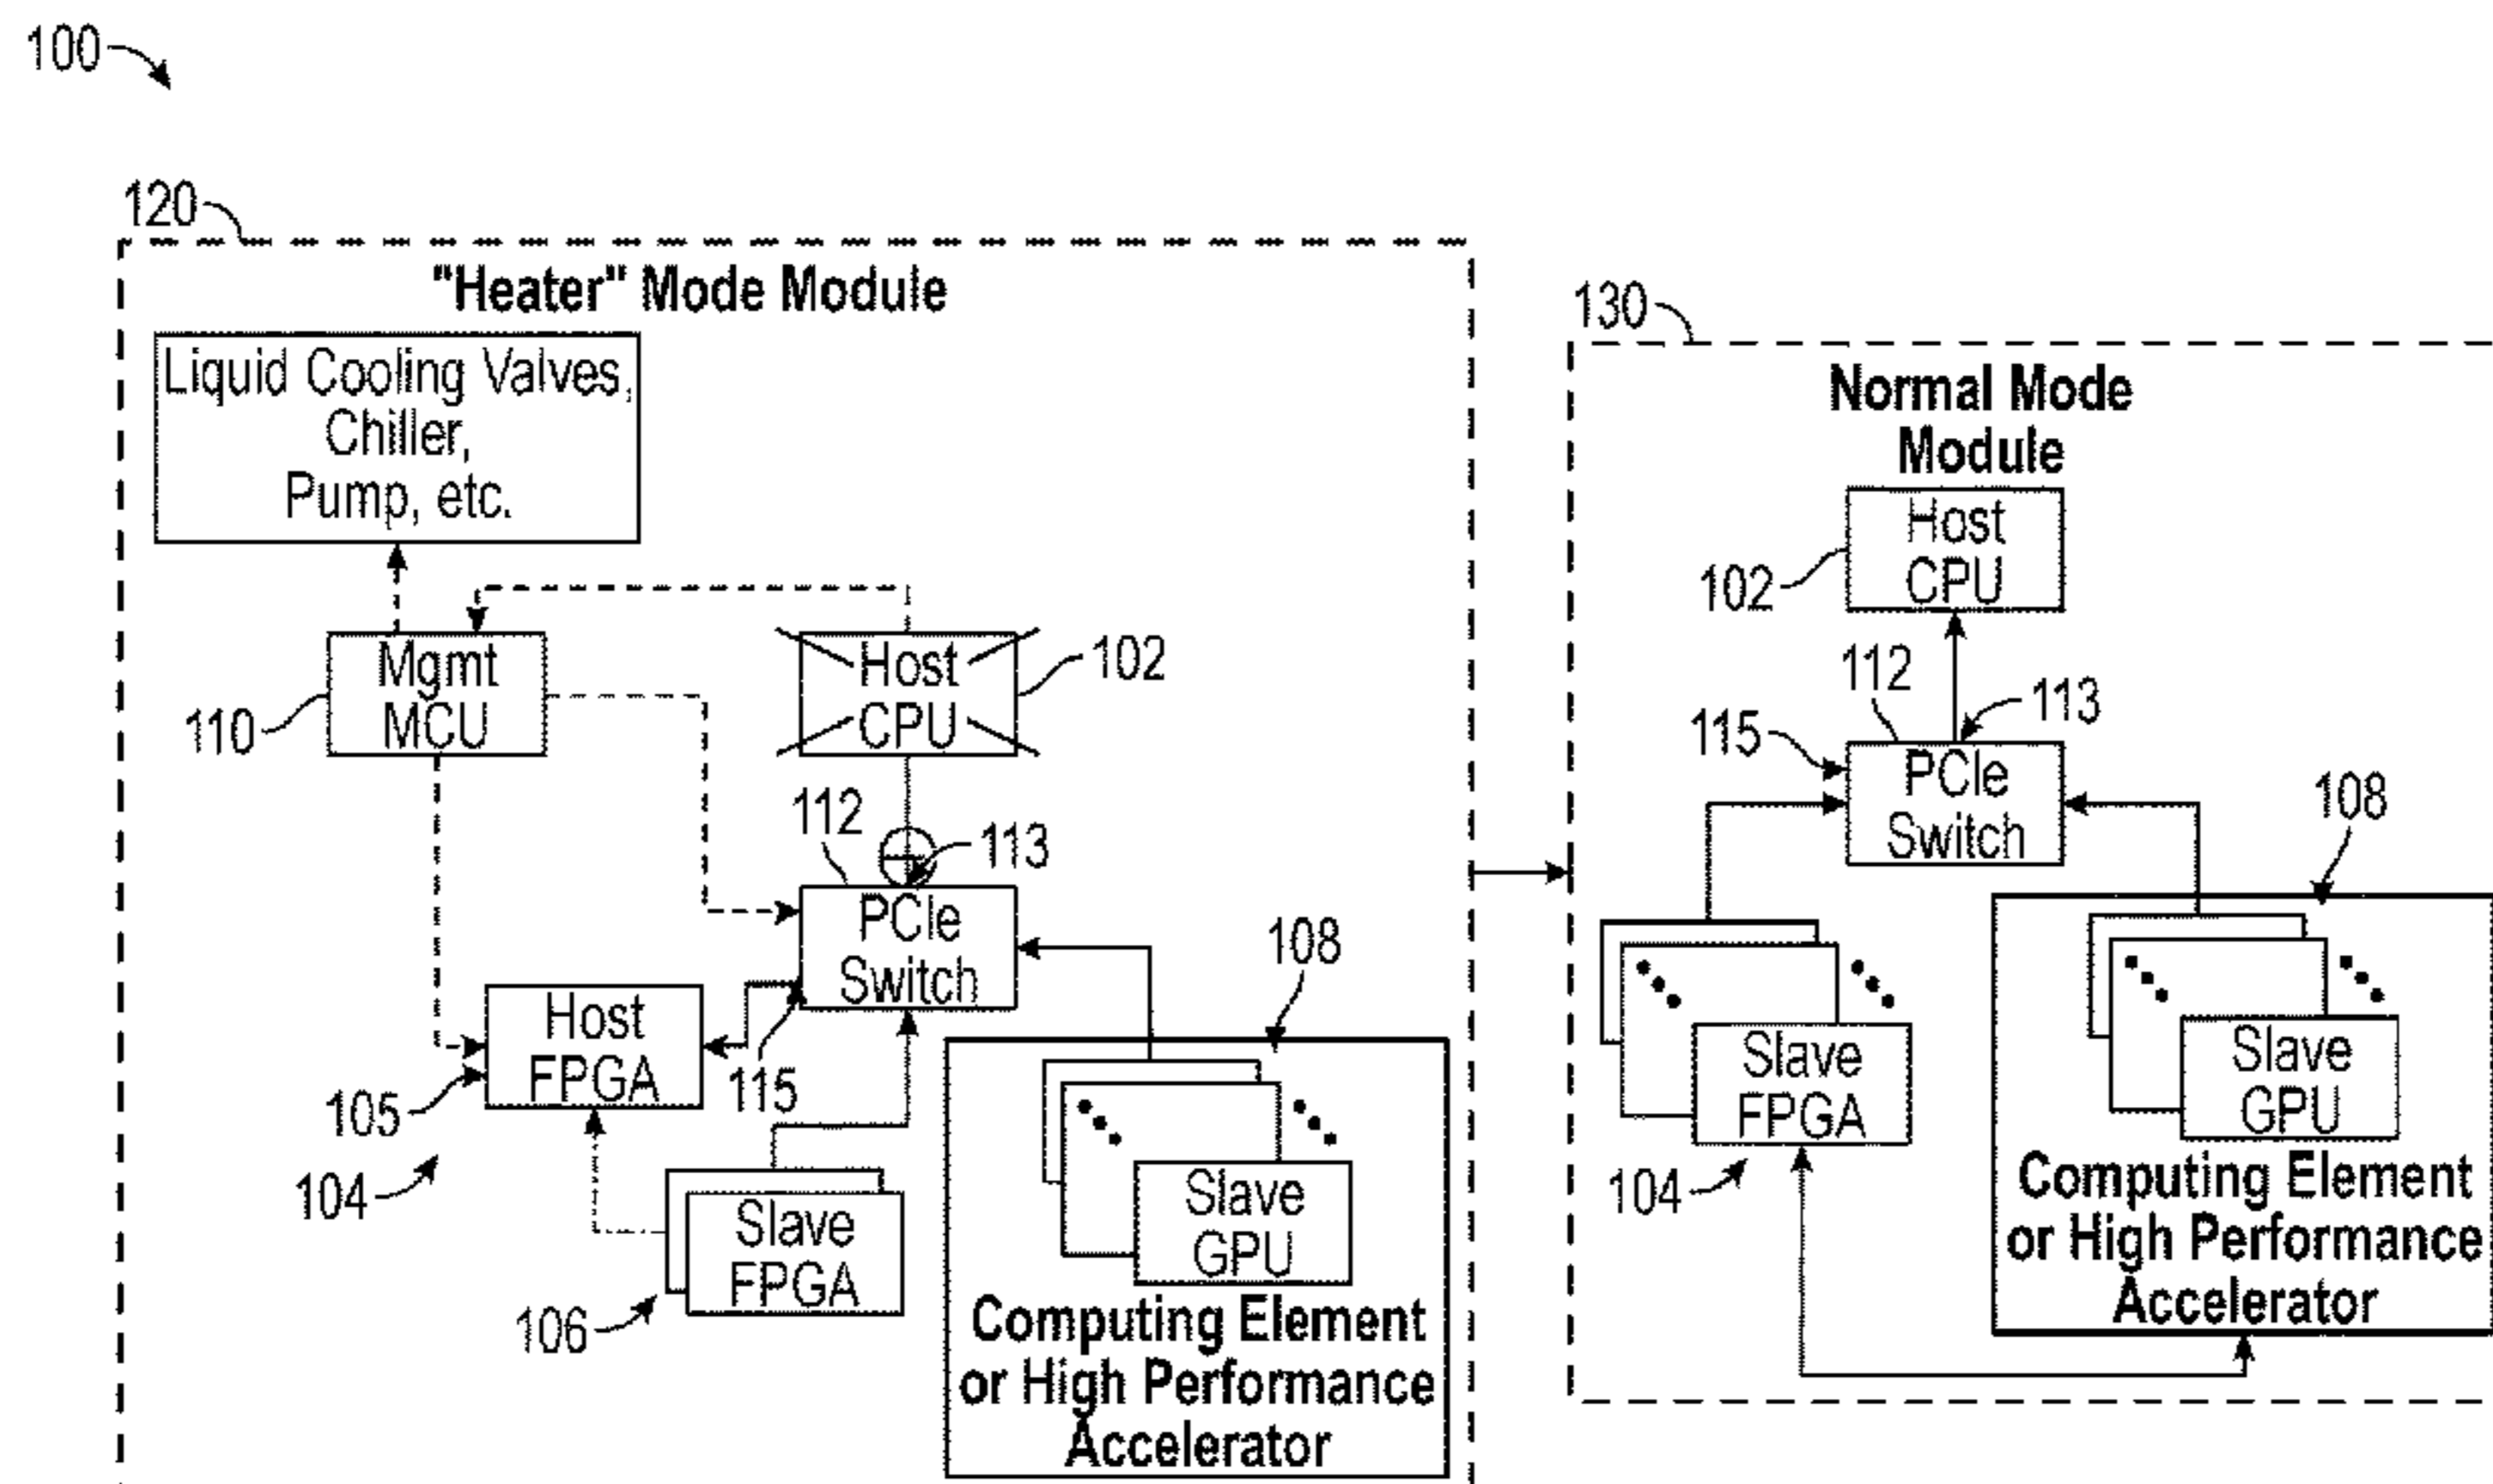 100
120
"Heater" Mode Module
Liquid Cooling Valves,
Chiller,
Pump, etc.
Mgmt
MCU
110
Host
CPU
102
112
113
PCIe
Switch
115
Host
FPGA
105
104
Slave
FPGA
106
108
Slave
GPU
Computing Element
or High Performance
Accelerator
130
Normal Mode
Module
Host
CPU
102
112
113
115
PCIe
Switch
108
Slave
FPGA
104
Slave
GPU
Computing Element
or High Performance
Accelerator